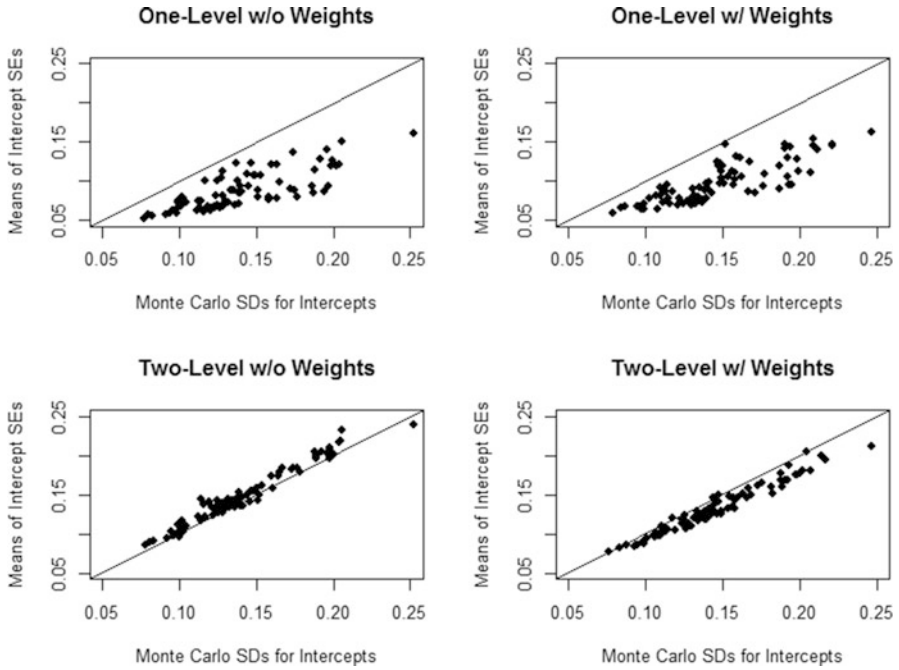 One-Level w/o Weights
Means of Intercept SEs
0.25
0.15
0.05
0.05 0.10 0.15 0.20 0.25
Monte Carlo SDs for Intercepts
One-Level w/ Weights
Means of Intercept SEs
0.25
0.15
0.05
0.05 0.10 0.15 0.20 0.25
Monte Carlo SDs for Intercepts
Two-Level w/o Weights
Means of Intercept SEs
0.25
0.15
0.05
0.05 0.10 0.15 0.20 0.25
Monte Carlo SDs for Intercepts
Two-Level w/ Weights
Means of Intercept SEs
0.25
0.15
0.05
0.05 0.10 0.15 0.20 0.25
Monte Carlo SDs for Intercepts